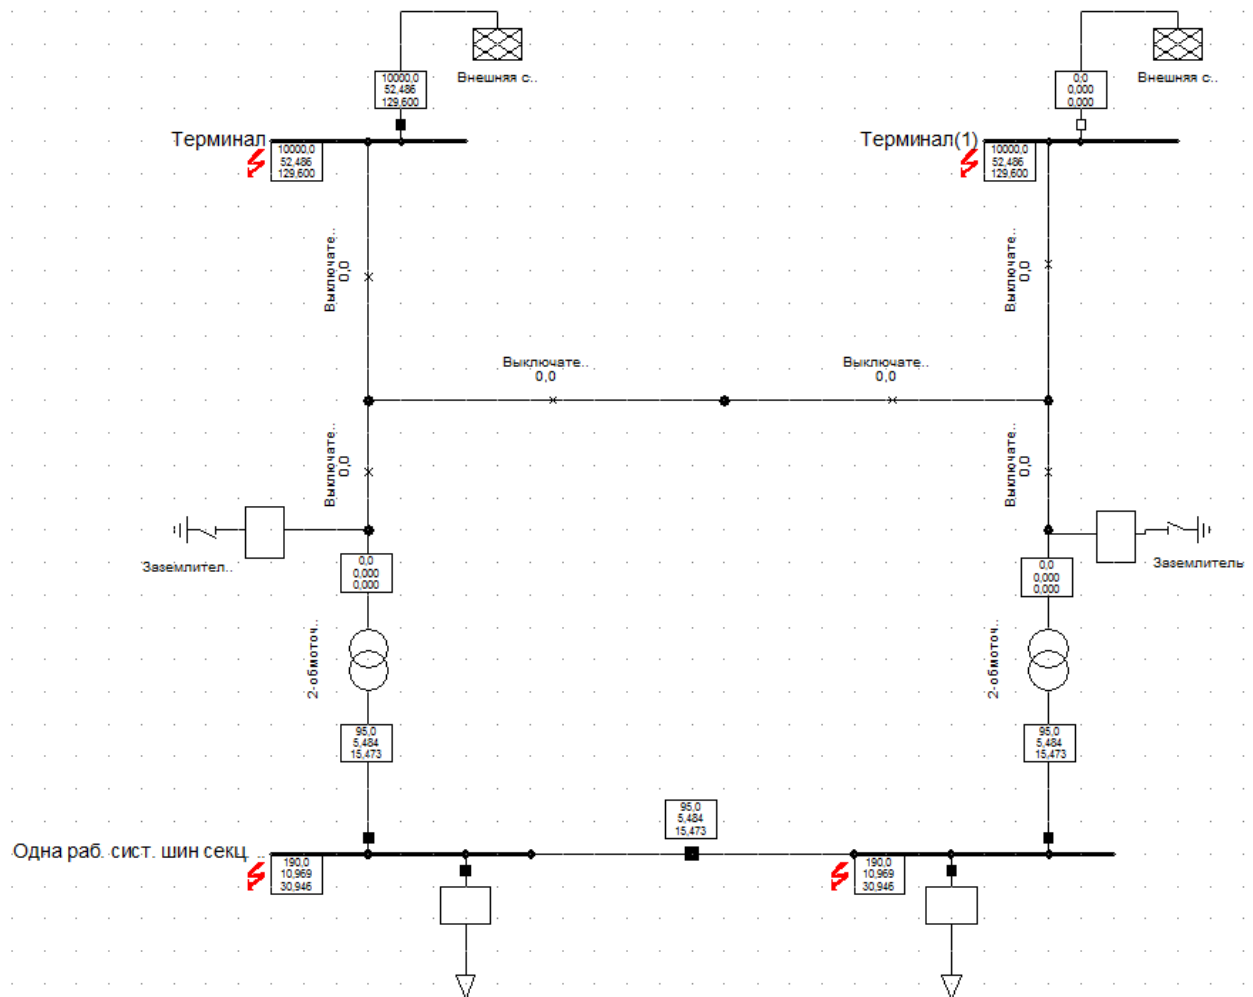 Внешняя с..
Внешняя с..
10000,0
52,486
129,600
0,0
0,000
0,000
Терминал
10000,0
52,486
129,600
Терминал(1)
10000,0
52,486
129,600
Выключате..
0,0
Выключате..
0,0
Выключате..
0,0
Выключате..
0,0
Выключате..
0,0
Выключате..
0,0
Заземлител..
Заземлитель
0,0
0,000
0,000
0,0
0,000
0,000
2-обмоточ..
2-обмоточ..
95,0
5,484
15,473
95,0
5,484
15,473
95,0
5,484
15,473
Одна раб. сист. шин секц. ..
190,0
10,969
30,946
190,0
10,969
30,946